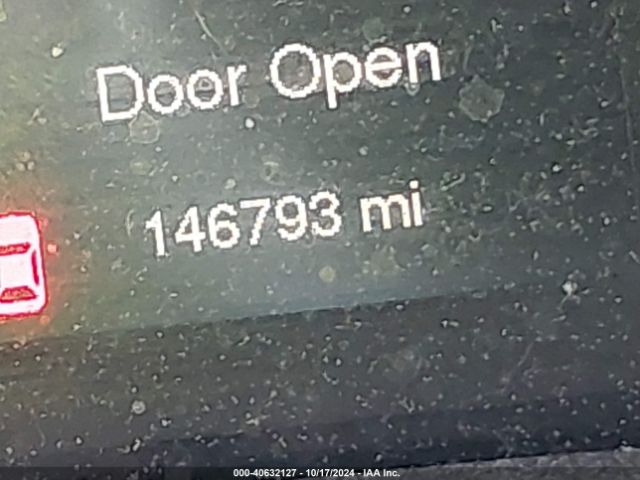 Door Open
146793 mi
000-40632127 - 10/17/2024 - IAA Inc.